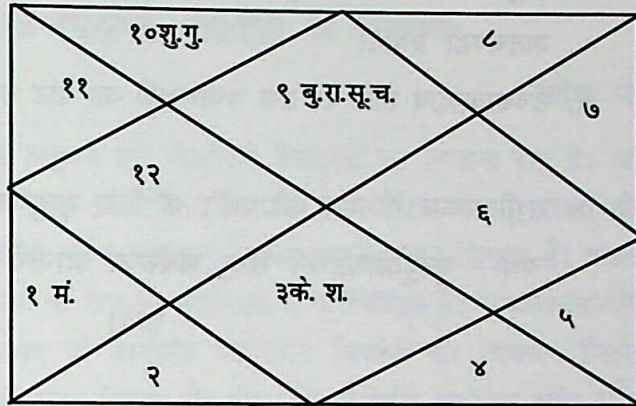 १०शु.गु.
८
११
९ बु.रा.सू.च.
७
१२
६
१ मं.
३के. श.
५
२
४